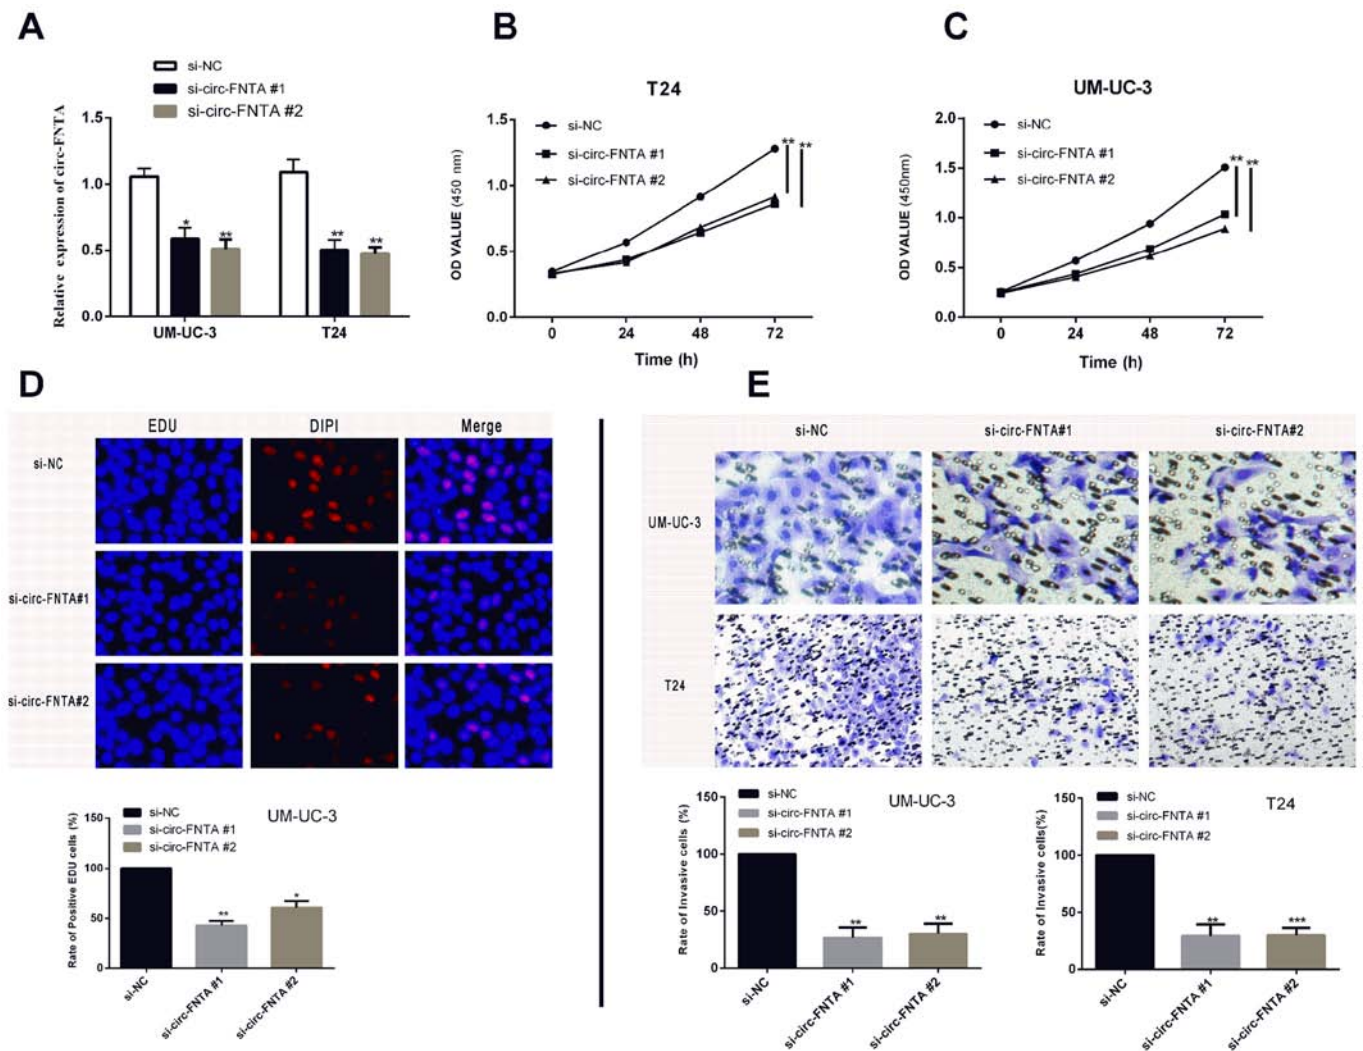 A
si-NC
si-circ-FNTA #1
si-circ-FNTA #2
Relative expression of circ-FNTA
1.5
1.0
0.5
0.0
*
**
**
**
UM-UC-3
T24
B
T24
si-NC
si-circ-FNTA #1
si-circ-FNTA #2
** **
OD VALUE (450 nm)
1.5
1.0
0.5
0.0
0
24
48
72
Time (h)
C
UM-UC-3
si-NC
si-circ-FNTA #1
si-circ-FNTA #2
** **
OD VALUE (450nm)
2.0
1.5
1.0
0.5
0.0
0
24
48
72
Time (h)
D
EDU
DIPI
Merge
si-NC
si-circ-FNTA#1
si-circ-FNTA#2
UM-UC-3
si-NC
si-circ-FNTA #1
si-circ-FNTA #2
Rate of Positive EDU cells (%)
150
100
50
0
**
*
si-NC
si-circ-FNTA #1
si-circ-FNTA #2
E
si-NC
si-circ-FNTA#1
si-circ-FNTA#2
UM-UC-3
T24
UM-UC-3
si-NC
si-circ-FNTA #1
si-circ-FNTA #2
Rate of Invasive cells (%)
150
100
50
0
**
**
si-NC
si-circ-FNTA #1
si-circ-FNTA #2
T24
si-NC
si-circ-FNTA #1
si-circ-FNTA #2
Rate of Invasive cells(%)
150
100
50
0
**
***
si-NC
si-circ-FNTA #1
si-circ-FNTA #2